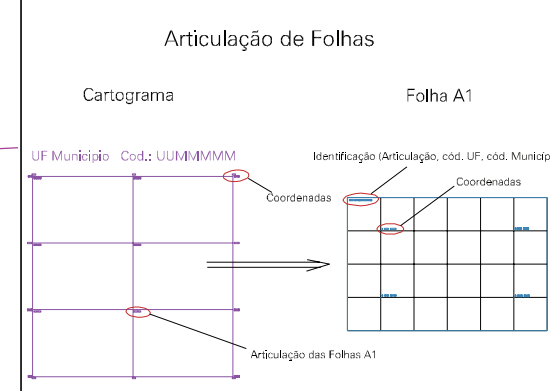 Articulação de Folhas
Cartograma
Folha A1
UF Municipio Cod.: UUMMMMM
Identificação (Articulação, cód. UF, cód. Municíp
Coordenadas
Coordenadas
Articulação das Folhas A1